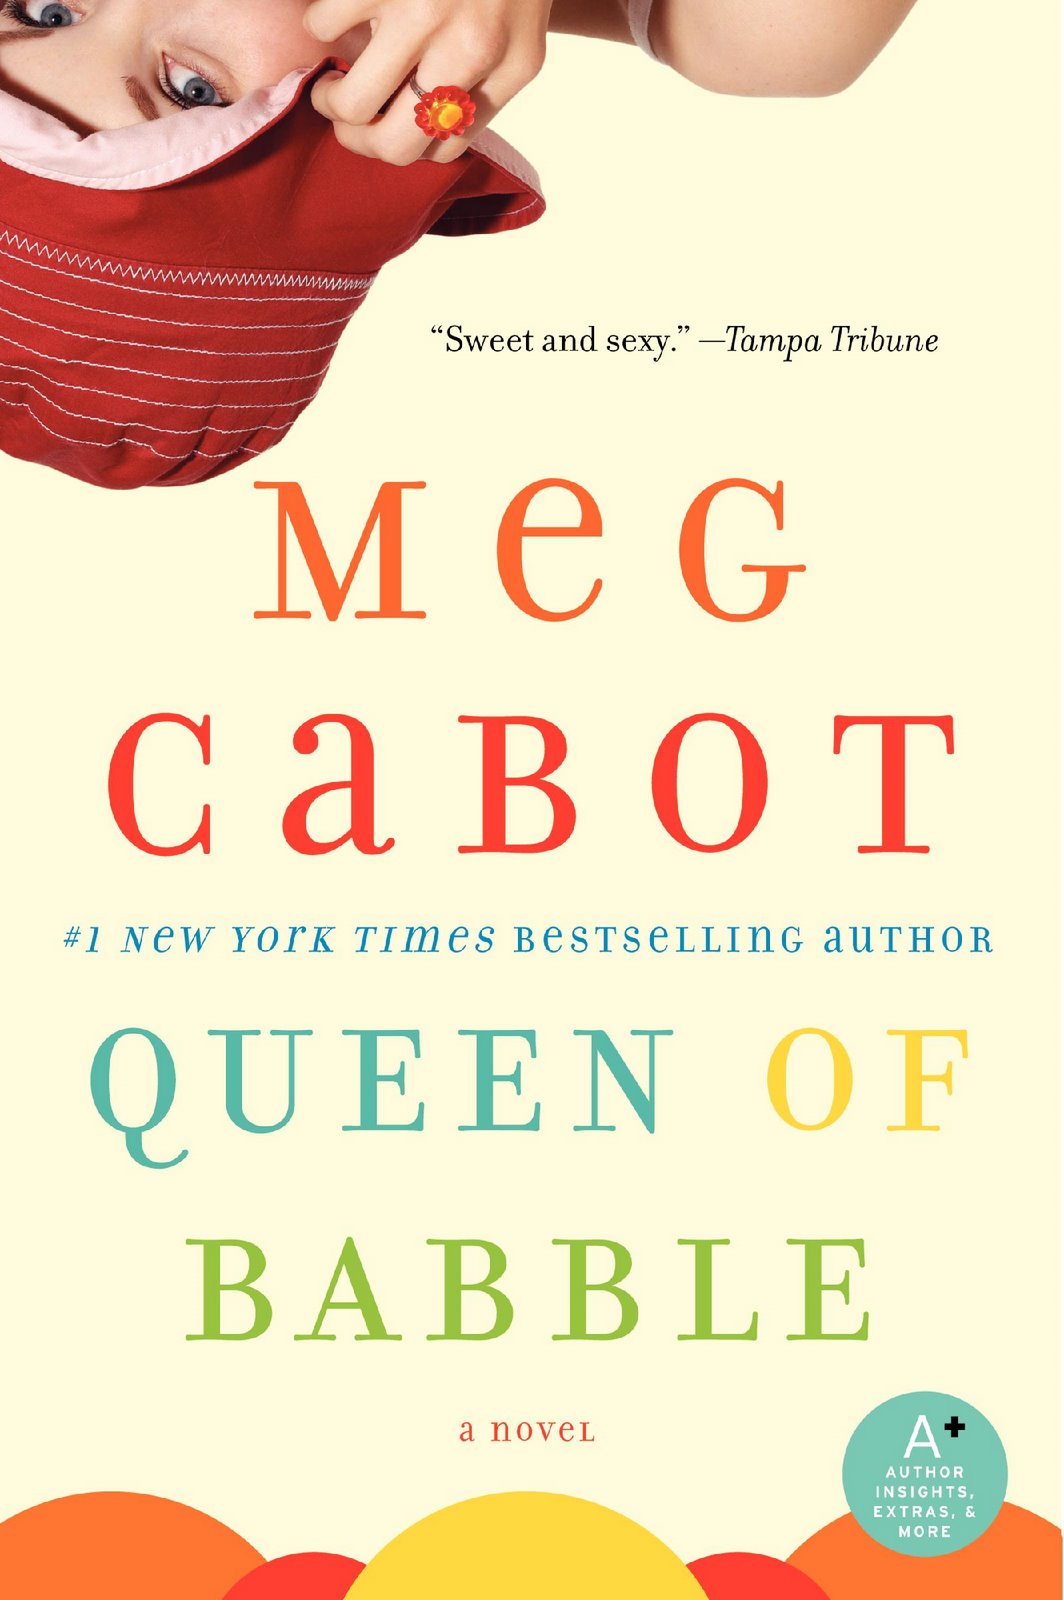 “Sweet and sexy.” —Tampa Tribune
MeG
CaBOT
#1 New York Times Bestselling author
QUEEN OF
BABBLE
a novel
A+
AUTHOR
INSIGHTS,
EXTRAS, &
MORE